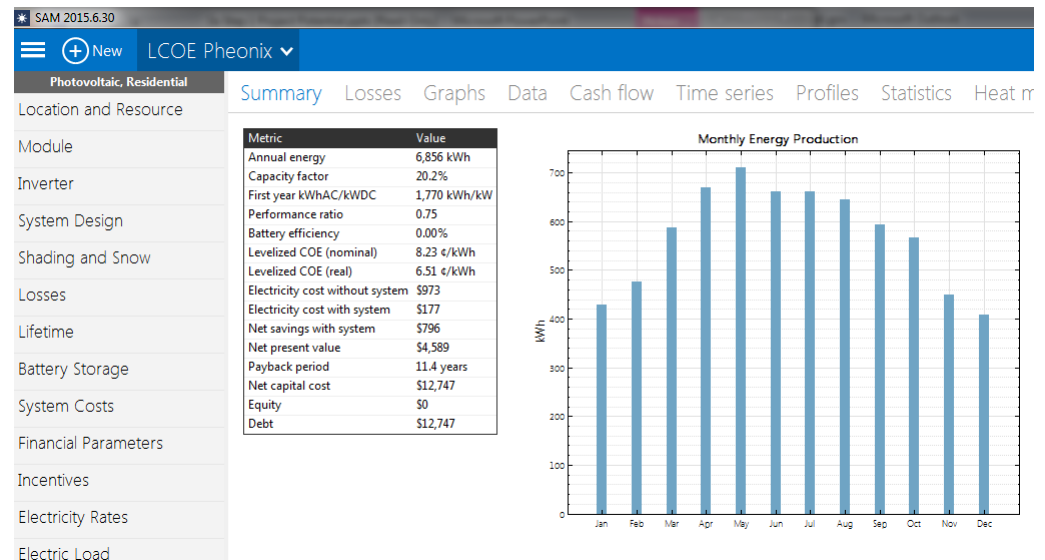 SAM 2015.6.30
New LCOE Pheonix
Photovoltaic, Residential
Location and Resource
Module
Inverter
System Design
Shading and Snow
Losses
Lifetime
Battery Storage
System Costs
Financial Parameters
Incentives
Electricity Rates
Electric Load
Summary Losses Graphs Data Cash flow Time series Profiles Statistics Heat m
Metric Value
Annual energy 6,856 kWh
Capacity factor 20.2%
First year kWhAC/kWDC 1,770 kWh/kW
Performance ratio 0.75
Battery efficiency 0.00%
Levelized COE (nominal) 8.23 ¢/kWh
Levelized COE (real) 6.51 ¢/kWh
Electricity cost without system $973
Electricity cost with system $177
Net savings with system $796
Net present value $4,589
Payback period 11.4 years
Net capital cost $12,747
Equity $0
Debt $12,747
Monthly Energy Production
kWh
700
600
500
400
300
200
100
0
Jan Feb Mar Apr May Jun Jul Aug Sep Oct Nov Dec